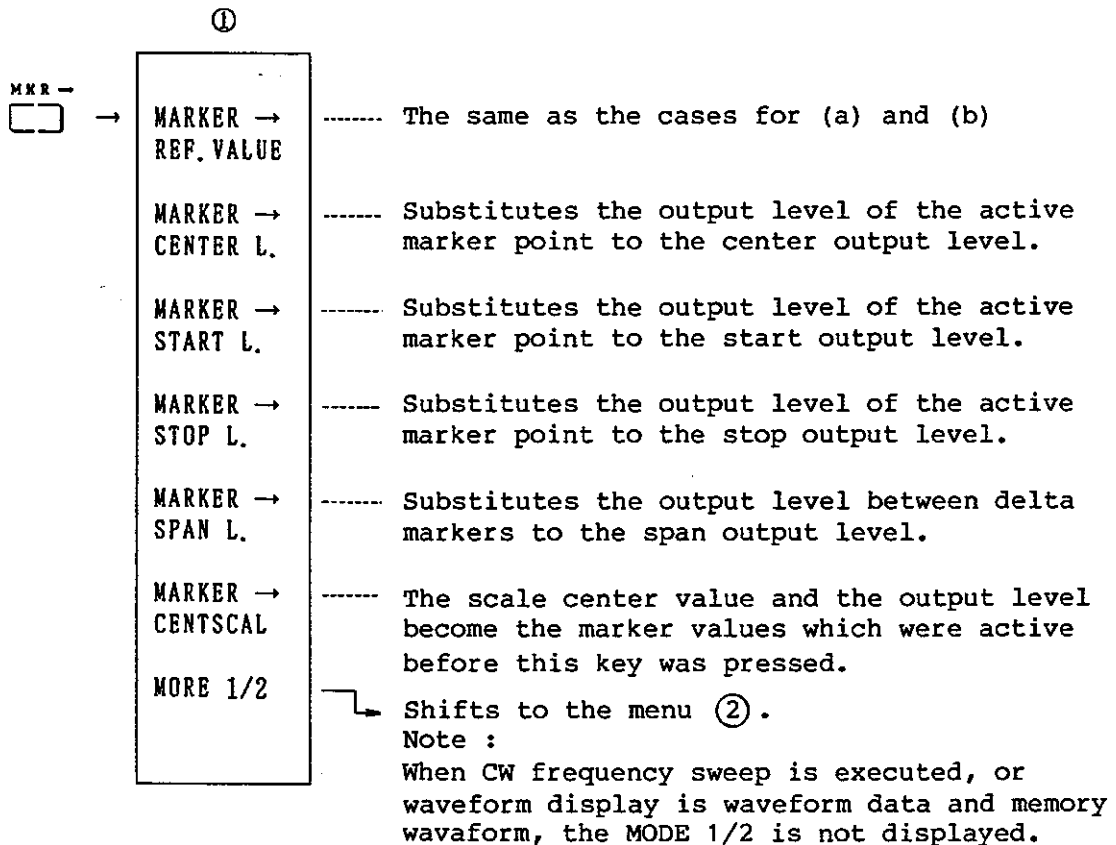 ①
MKR →
→ MARKER → ------- The same as the cases for (a) and (b)
REF. VALUE
MARKER → ------- Substitutes the output level of the active
CENTER L. marker point to the center output level.
MARKER → ------- Substitutes the output level of the active
START L. marker point to the start output level.
MARKER → ------- Substitutes the output level of the active
STOP L. marker point to the stop output level.
MARKER → ------- Substitutes the output level between delta
SPAN L. markers to the span output level.
MARKER → ------- The scale center value and the output level
CENTSCAL become the marker values which were active
before this key was pressed.
MORE 1/2
Shifts to the menu ②.
Note :
When CW frequency sweep is executed, or
waveform display is waveform data and memory
wavaform, the MODE 1/2 is not displayed.